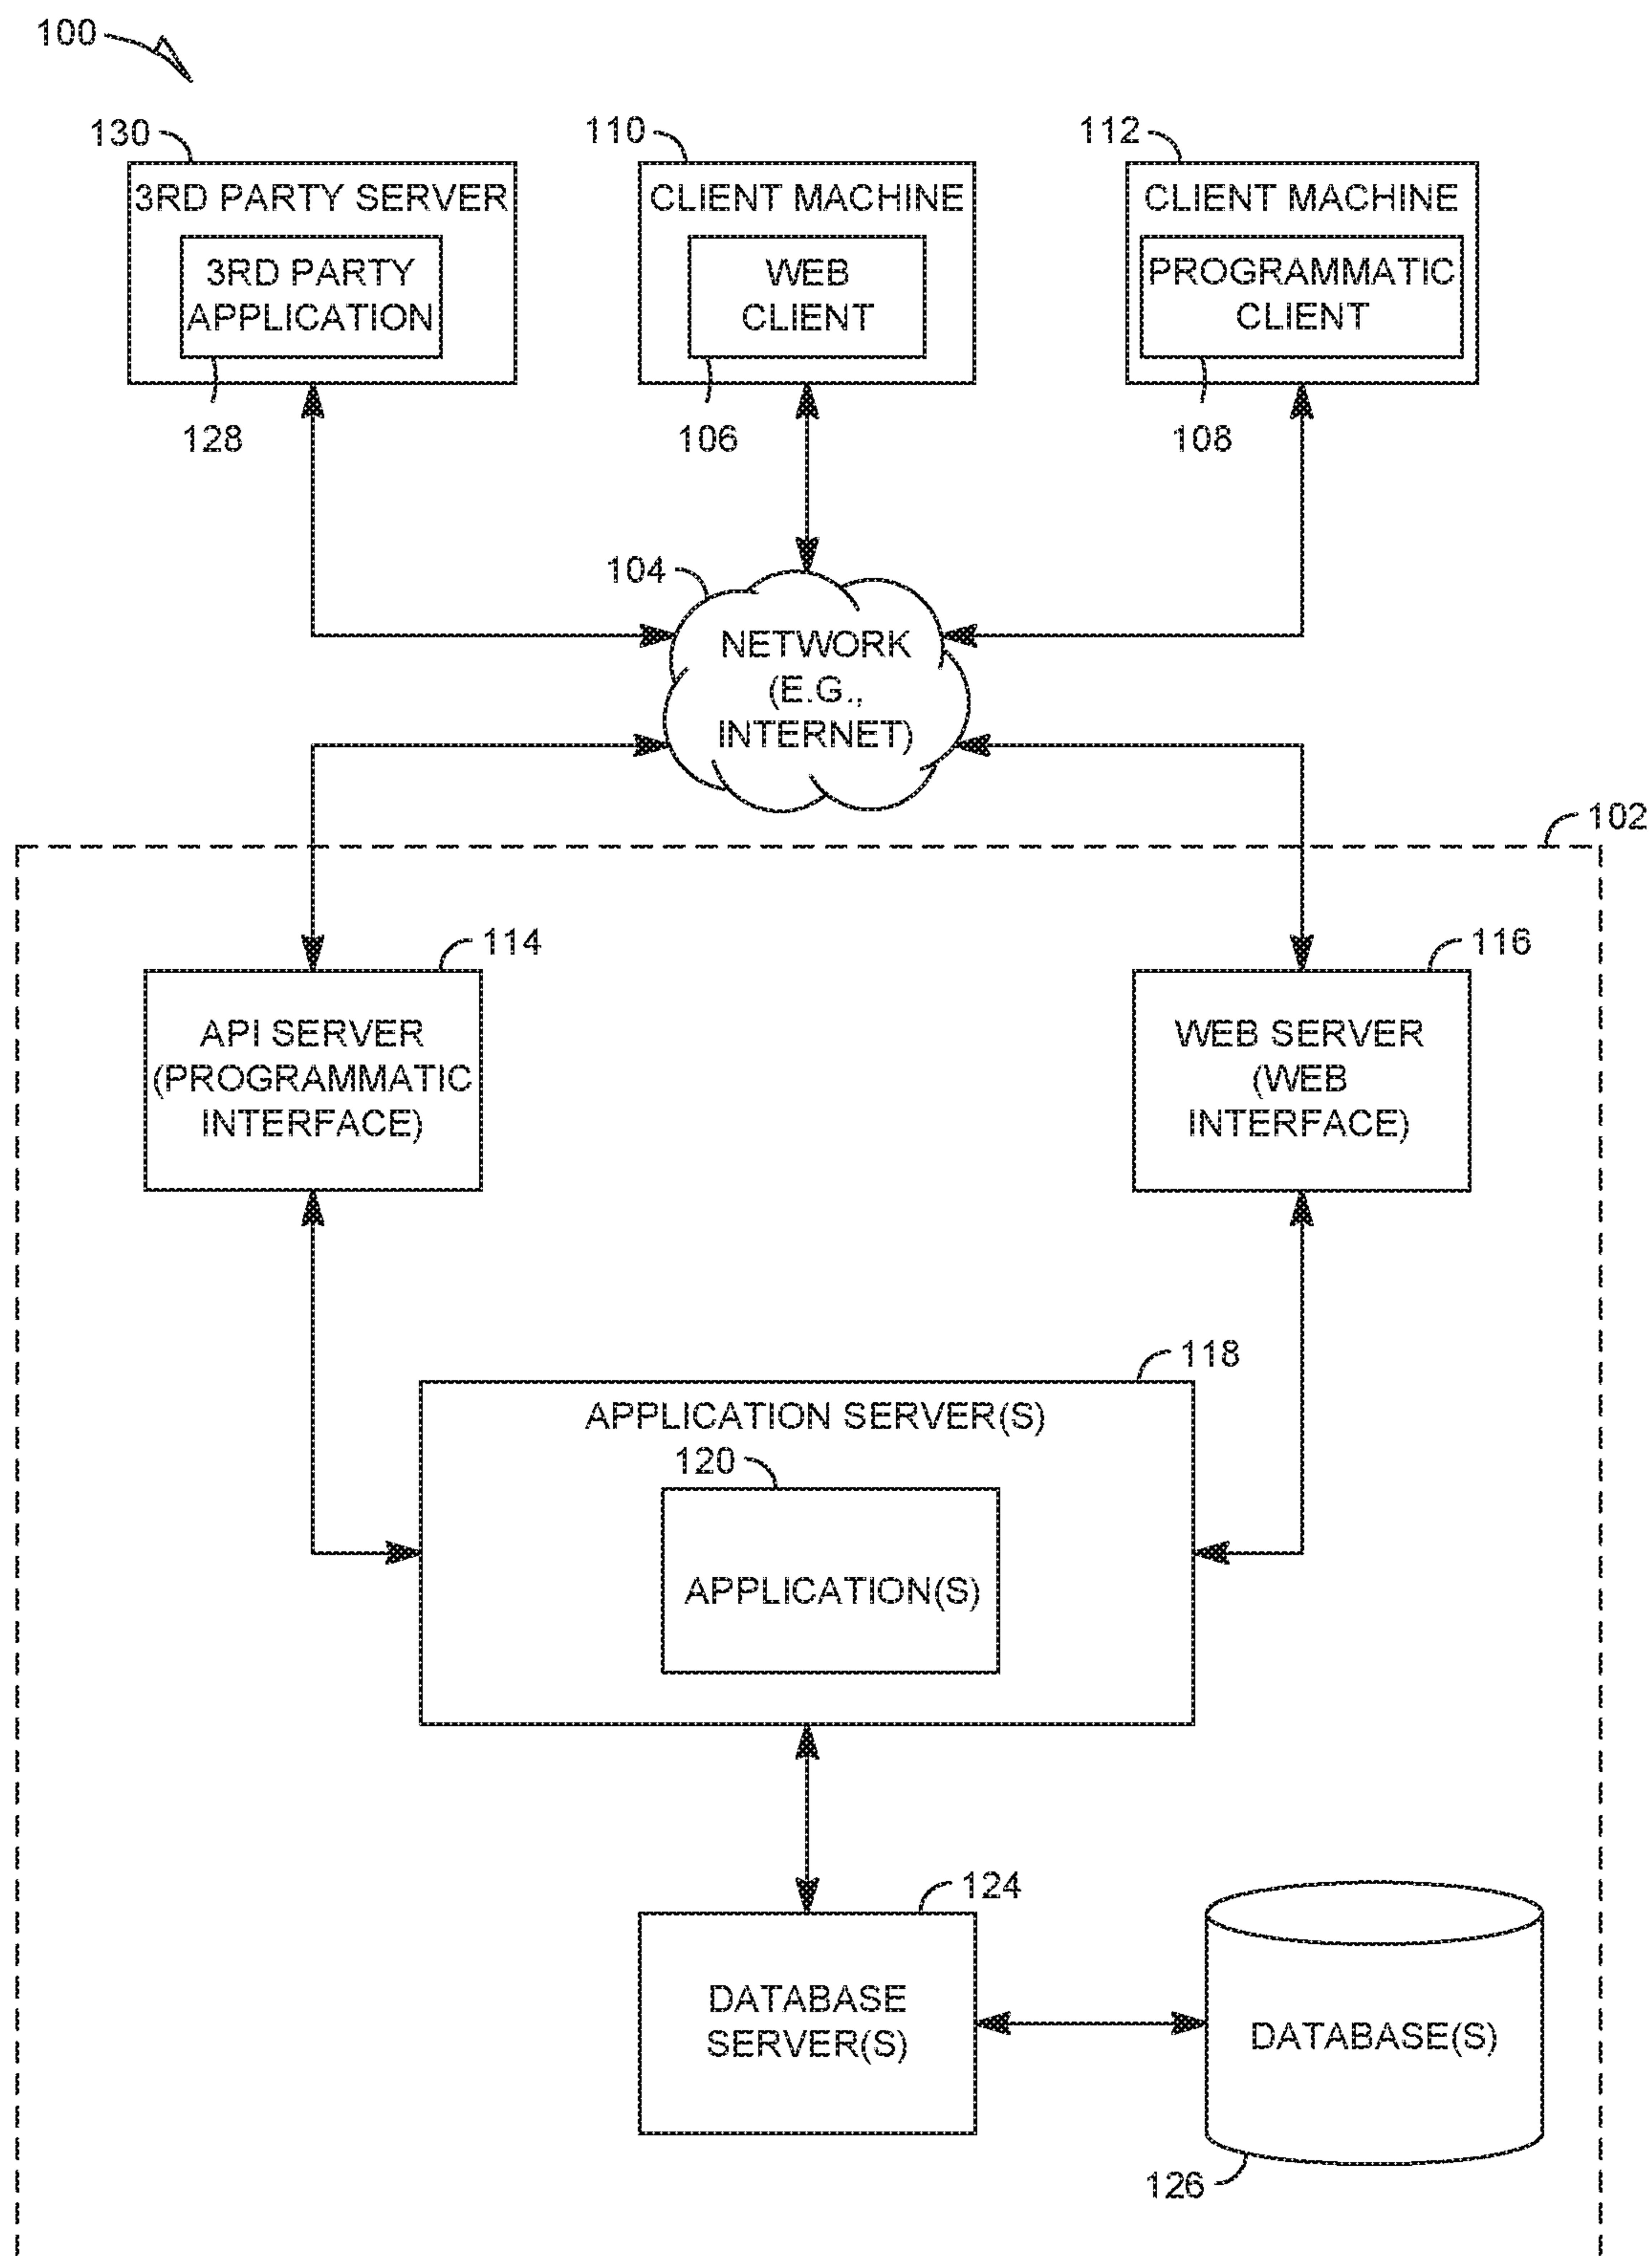 100
130
110
112
3RD PARTY SERVER
CLIENT MACHINE
CLIENT MACHINE
3RD PARTY
APPLICATION
WEB
CLIENT
PROGRAMMATIC
CLIENT
128
106
108
104
NETWORK
(E.G.,
INTERNET)
102
114
116
API SERVER
(PROGRAMMATIC
INTERFACE)
WEB SERVER
(WEB
INTERFACE)
118
APPLICATION SERVER(S)
120
APPLICATION(S)
124
DATABASE
SERVER(S)
DATABASE(S)
126